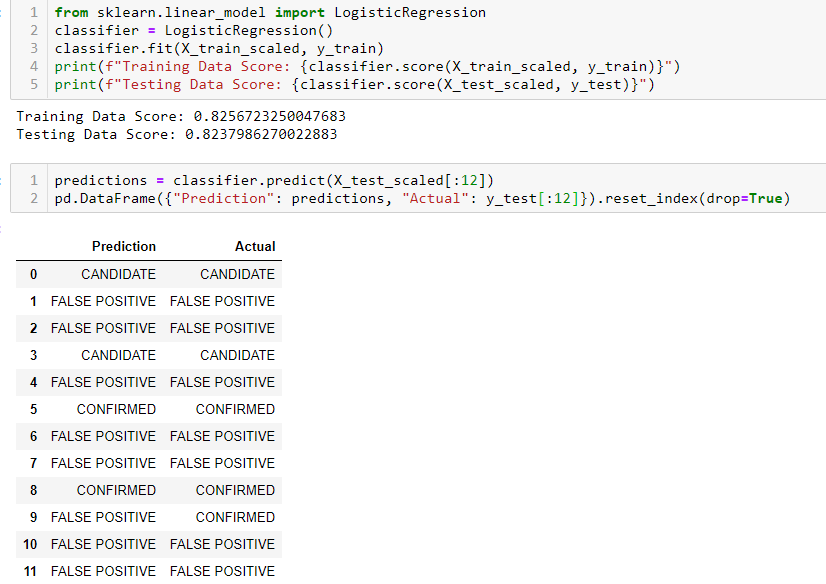 1 from sklearn.linear_model import LogisticRegression
2 classifier = LogisticRegression()
3 classifier.fit(X_train_scaled, y_train)
4 print(f"Training Data Score: {classifier.score(X_train_scaled, y_train)}")
5 print(f"Testing Data Score: {classifier.score(X_test_scaled, y_test)}")
Training Data Score: 0.8256723250047683
Testing Data Score: 0.8237986270022883
1 predictions = classifier.predict(X_test_scaled[:12])
2 pd.DataFrame({"Prediction": predictions, "Actual": y_test[:12]}).reset_index(drop=True)
Prediction Actual
0 CANDIDATE CANDIDATE
1 FALSE POSITIVE FALSE POSITIVE
2 FALSE POSITIVE FALSE POSITIVE
3 CANDIDATE CANDIDATE
4 FALSE POSITIVE FALSE POSITIVE
5 CONFIRMED CONFIRMED
6 FALSE POSITIVE FALSE POSITIVE
7 FALSE POSITIVE FALSE POSITIVE
8 CONFIRMED CONFIRMED
9 FALSE POSITIVE CONFIRMED
10 FALSE POSITIVE FALSE POSITIVE
11 FALSE POSITIVE FALSE POSITIVE